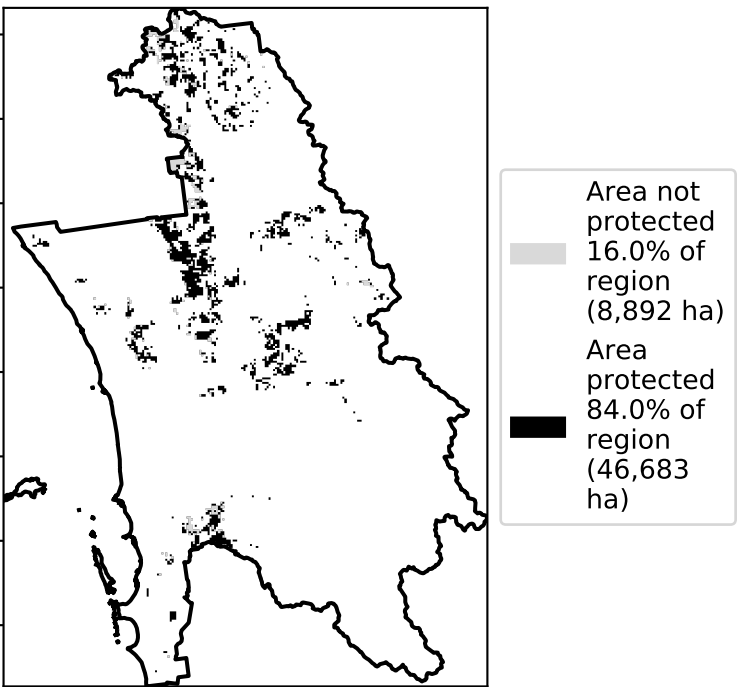 Area not
protected
16.0% of
region
(8,892 ha)
Area
protected
84.0% of
region
(46,683
ha)